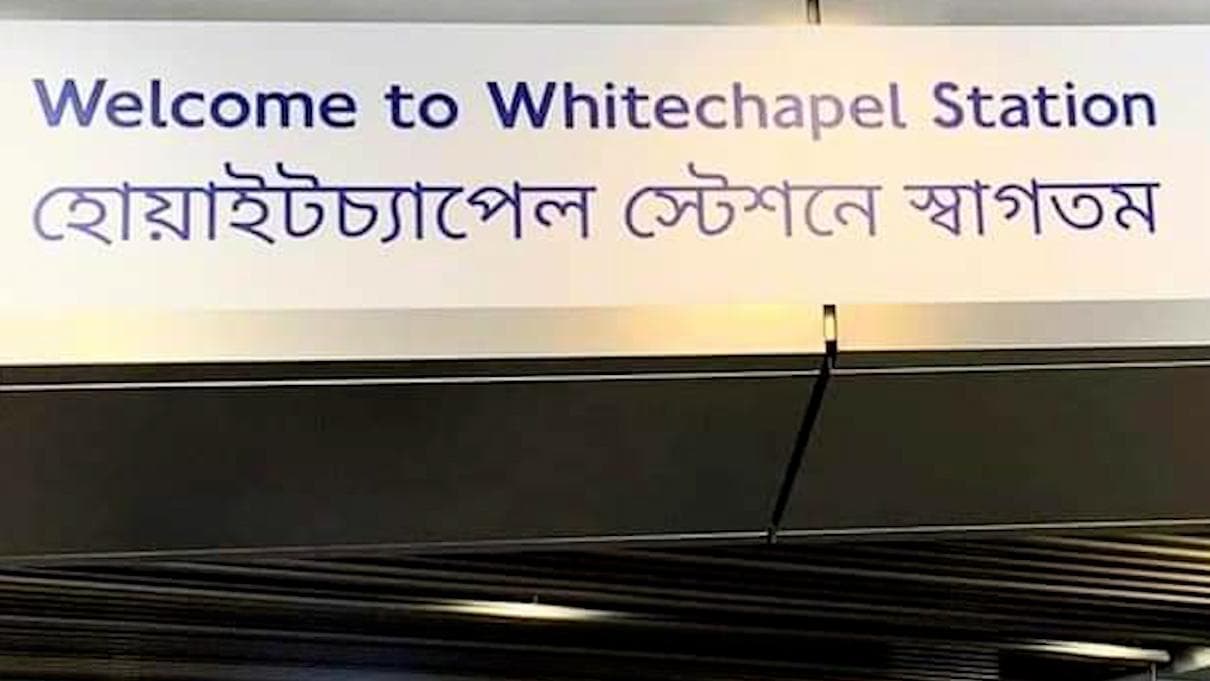 Welcome to Whitechapel Station
হোয়াইটচ্যাপেল স্টেশনে স্বাগতম